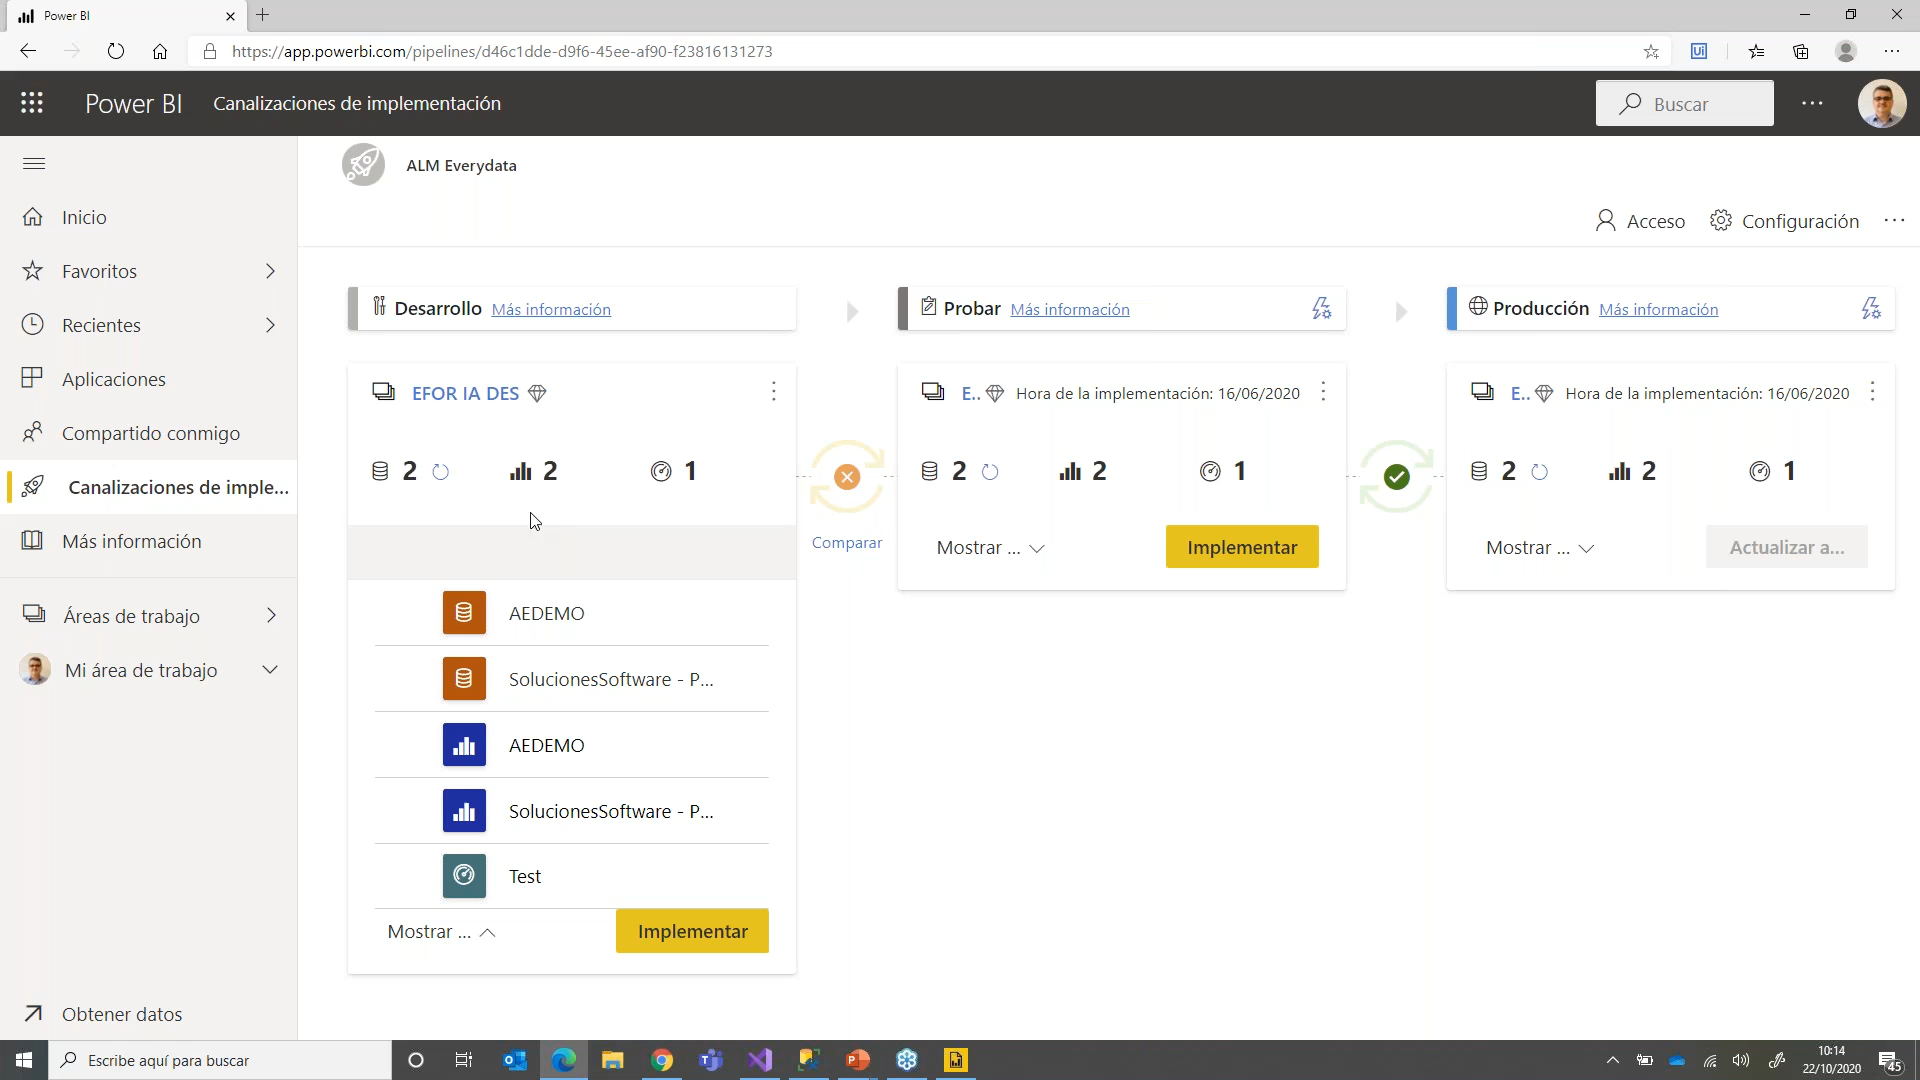 Power BI
https://app.powerbi.com/pipelines/d46c1dde-d9f6-45ee-af90-f23816131273
Power BI
Canalizaciones de implementación
Buscar
ALM Everydata
Acceso
Configuración
Inicio
Favoritos
Recientes
Aplicaciones
Compartido conmigo
Canalizaciones de imple...
Más información
Áreas de trabajo
Mi área de trabajo
Obtener datos
Desarrollo Más información
EFOR IA DES
2 2 1
AEDEMO
SolucionesSoftware - P...
AEDEMO
SolucionesSoftware - P...
Test
Mostrar ...
Implementar
Comparar
Probar Más información
E.. Hora de la implementación: 16/06/2020
2 2 1
Mostrar ...
Implementar
Producción Más información
E.. Hora de la implementación: 16/06/2020
2 2 1
Mostrar ...
Actualizar a...
Escribe aquí para buscar
10:14
22/10/2020
45